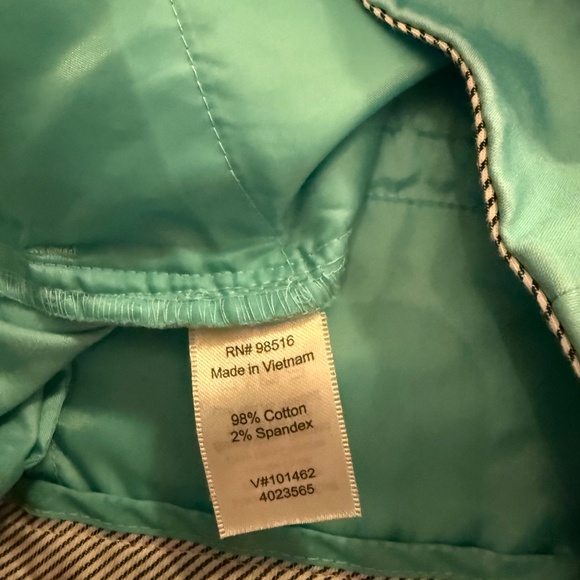 RN# 98516
Made in Vietnam
98% Cotton
2% Spandex
V#101462
4023565